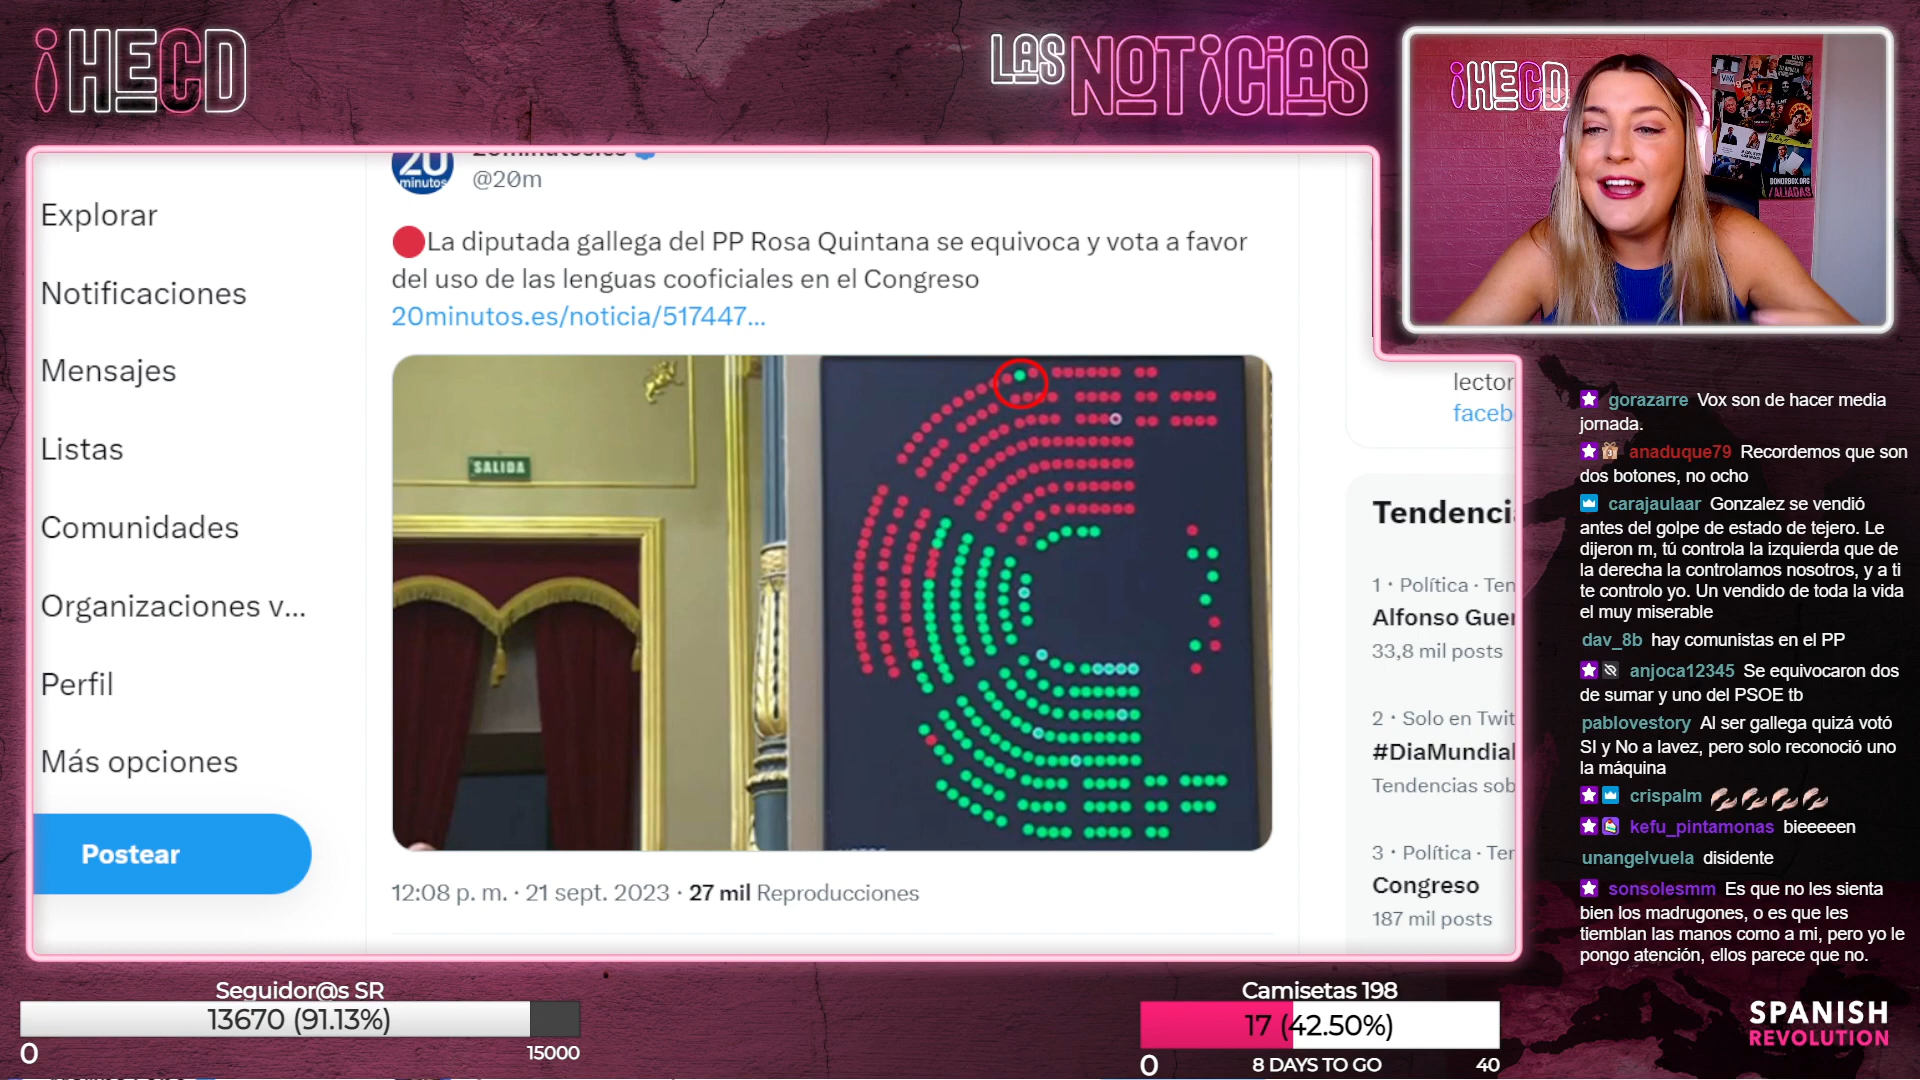 ¡HECD
LAS NOTICIAS
¡HECD
DONORBOX.ORG
/ALIADAS
20
minutos
20minutos.es
@20m
Explorar
Notificaciones
Mensajes
Listas
Comunidades
Organizaciones v...
Perfil
Más opciones
Postear
🔴La diputada gallega del PP Rosa Quintana se equivoca y vota a favor
del uso de las lenguas cooficiales en el Congreso
20minutos.es/noticia/517447...
SALIDA
12:08 p. m. · 21 sept. 2023 · 27 mil Reproducciones
lector
faceb
Tendenci
1 · Política · Ten
Alfonso Guer
33,8 mil posts
2 · Solo en Twit
#DiaMundial
Tendencias sob
3 · Política · Ter
Congreso
187 mil posts
gorazarre Vox son de hacer media
jornada.
anaduque79 Recordemos que son
dos botones, no ocho
carajaulaar Gonzalez se vendió
antes del golpe de estado de tejero. Le
dijeron m, tú controla la izquierda que de
la derecha la controlamos nosotros, y a ti
te controlo yo. Un vendido de toda la vida
el muy miserable
dav_8b hay comunistas en el PP
anjoca12345 Se equivocaron dos
de sumar y uno del PSOE tb
pablovestory Al ser gallega quizá votó
SI y No a lavez, pero solo reconoció uno
la máquina
crispalm
kefu_pintamonas bieeeeen
unangelvuela disidente
sonsolesmm Es que no les sienta
bien los madrugones, o es que les
tiemblan las manos como a mi, pero yo le
pongo atención, ellos parece que no.
Seguidor@s SR
13670 (91.13%)
0 15000
Camisetas 198
17 (42.50%)
0 8 DAYS TO GO 40
SPANISH
REVOLUTION